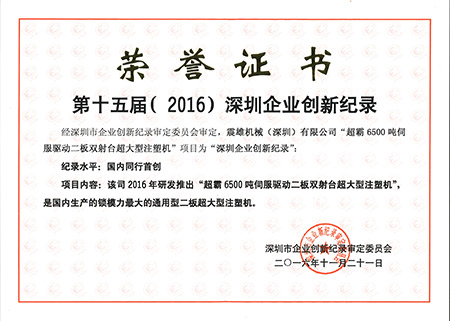 荣誉证书
第十五届( 2016) 深圳企业创新纪录
经深圳市企业创新纪录审定委员会审定，震雄机械（深圳）有限公司“超霸6500吨伺
服驱动二板双射台超大型注塑机”项目为“深圳企业创新纪录”：
纪录水平：国内同行首创
项目内容：该司2016年研发推出“超霸6500吨伺服驱动二板双射台超大型注塑机”，
是国内生产的锁模力最大的通用型二板超大型注塑机。
深圳市企业创新纪录审定委员会
二〇一六年十一月二十一日